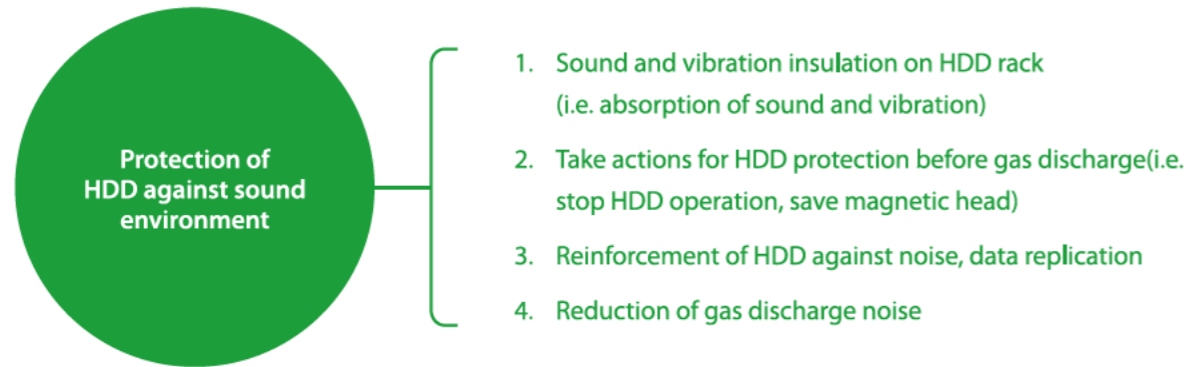 Protection of
HDD against sound
environment
1. Sound and vibration insulation on HDD rack
(i.e. absorption of sound and vibration)
2. Take actions for HDD protection before gas discharge(i.e.
stop HDD operation, save magnetic head)
3. Reinforcement of HDD against noise, data replication
4. Reduction of gas discharge noise